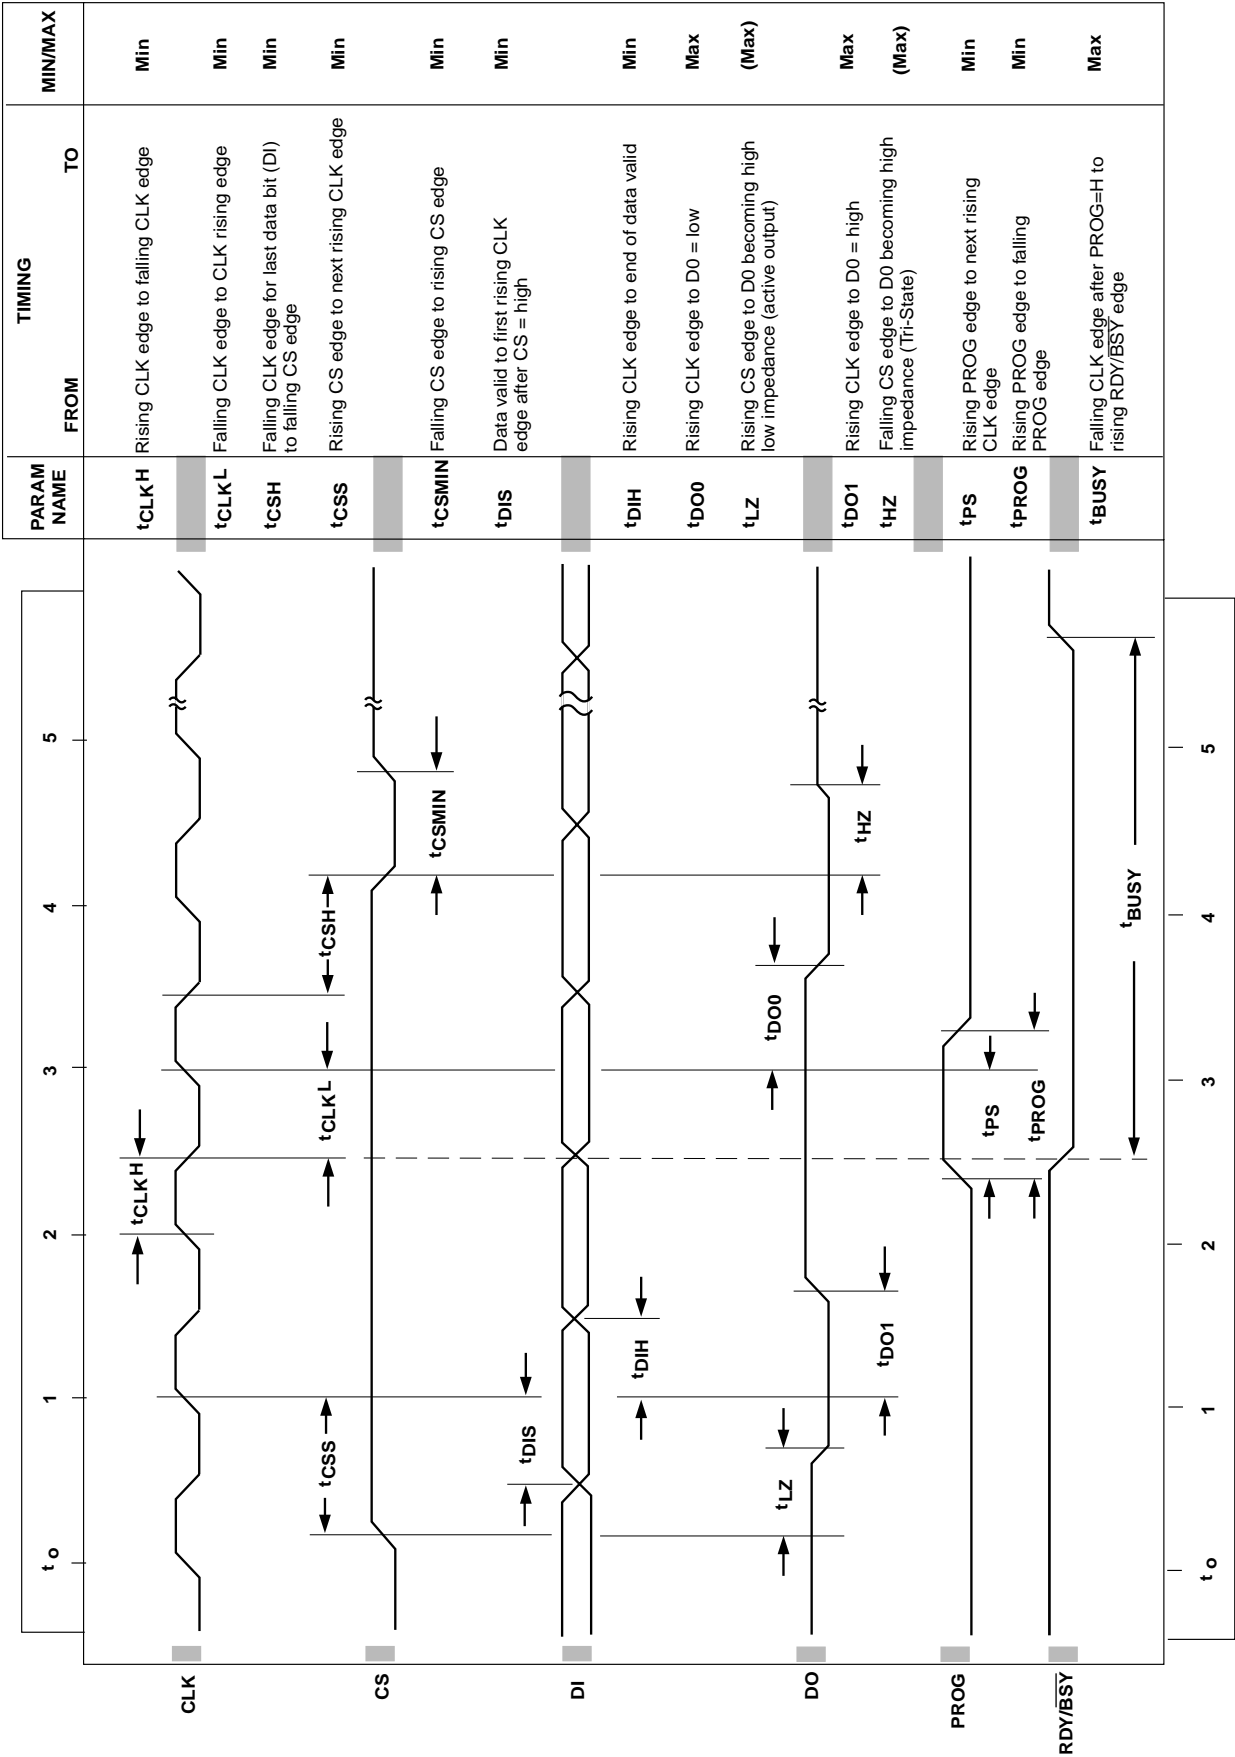 PARAM
NAME
TIMING
FROM TO
MIN/MAX
tCLKH Rising CLK edge to falling CLK edge Min
tCLKL Falling CLK edge to CLK rising edge Min
tCSH Falling CLK edge for last data bit (DI)
to falling CS edge
Min
tCSS Rising CS edge to next rising CLK edge Min
tCSMIN Falling CS edge to rising CS edge Min
tDIS Data valid to first rising CLK
edge after CS = high
Min
tDIH Rising CLK edge to end of data valid Min
tDO0 Rising CLK edge to D0 = low Max
tLZ Rising CS edge to D0 becoming high
low impedance (active output)
(Max)
tDO1 Rising CLK edge to D0 = high Max
tHZ Falling CS edge to D0 becoming high
impedance (Tri-State)
(Max)
tPS Rising PROG edge to next rising
CLK edge
Min
tPROG Rising PROG edge to falling
PROG edge
Min
tBUSY Falling CLK edge after PROG=H to
rising RDY/BSY edge
Max
to 1 2 3 4 5
CLK
tCLKH
tCSS
tCLKL
tCSH
CS
tCSMIN
tDIS
DI
tDIH
tLZ
tDO0
DO
tHZ
tDO1
PROG
tPS
tPROG
RDY/BSY
tBUSY
to 1 2 3 4 5